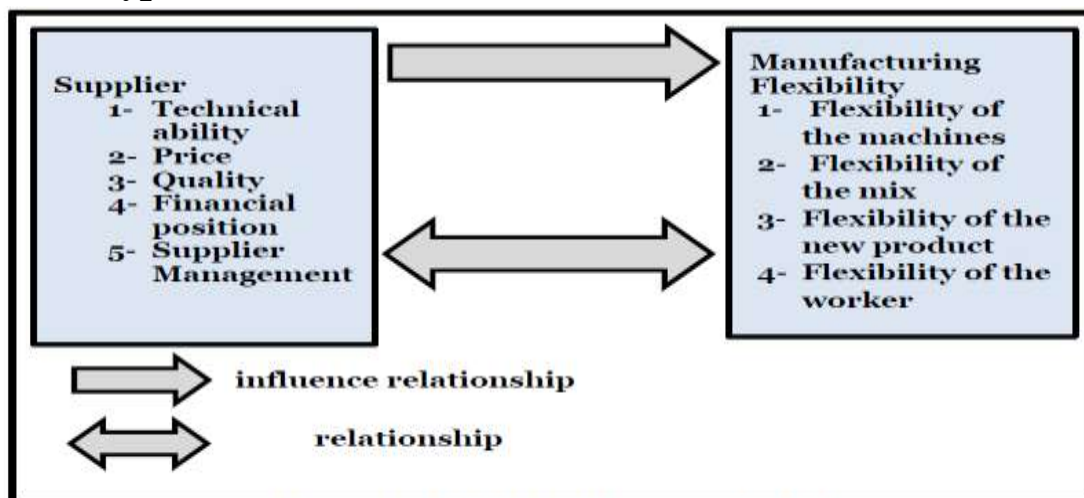 Supplier
1- Technical
ability
2- Price
3- Quality
4- Financial
position
5- Supplier
Management
Manufacturing
Flexibility
1- Flexibility of
the machines
2- Flexibility of
the mix
3- Flexibility of the
new product
4- Flexibility of the
worker
influence relationship
relationship